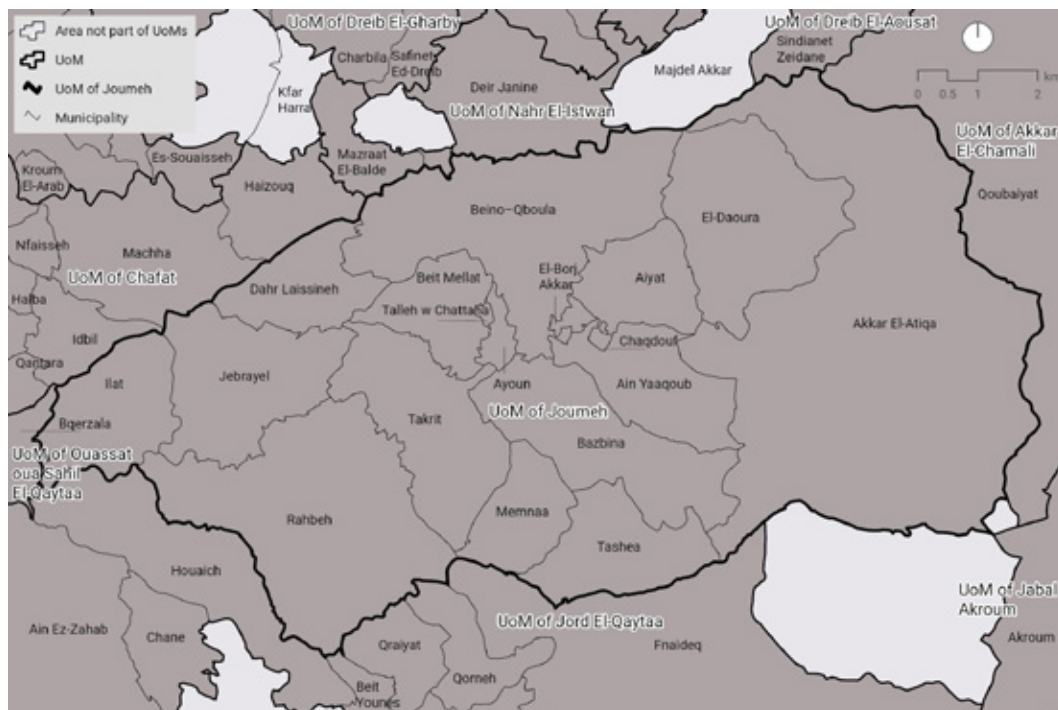 Area not part of UoMs
UoM
UoM of Joumeh
Municipality
UoM of Dreib El-Gharby
UoM of Dreib El-Aousat
Charbila
Safinet
Ed-Dreib
Sindianet
Zeidane
Majdel Akkar
km
0 0.5 1 2
Kfar
Harra
Deir Janine
UoM of Nahr El-Istwan
UoM of Akkar
El-Chamali
Es-Souaisseh
Mazraat
El-Balde
Kroum
El-Arab
Haizouq
Qoubaiyat
Beino-Qboula
El-Daoura
Nfaisseh
Machha
UoM of Chafat
Dahr Laissineh
Beit Mellat
El-Borj
Akkar
Aiyat
Halba
Talleh w Chattaha
Akkar El-Atiqa
Idbil
Chaqdouf
Qantara
Ilat
Jebrayel
Ayoun
Ain Yaaqoub
UoM of Joumeh
Bqerzala
Takrit
Bazbina
UoM of Ouassat
oua Sahil
El-Qaytaa
Rahbeh
Memnaa
Tashea
Houaich
UoM of Jabal
Akroum
UoM of Jord El-Qaytaa
Ain Ez-Zahab
Chane
Qraiyat
Fnaideq
Akroum
Qorneh
Beit
Younes